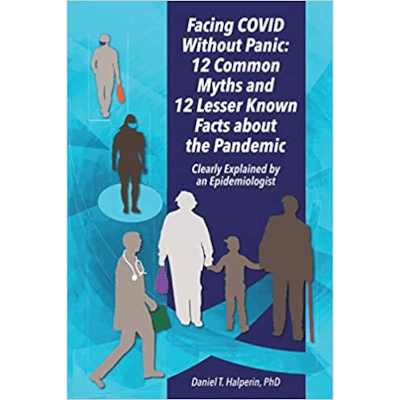 Facing COVID
Without Panic:
12 Common
Myths and
12 Lesser Known
Facts about
the Pandemic
Clearly Explained by
an Epidemiologist
Daniel T. Halperin, PhD